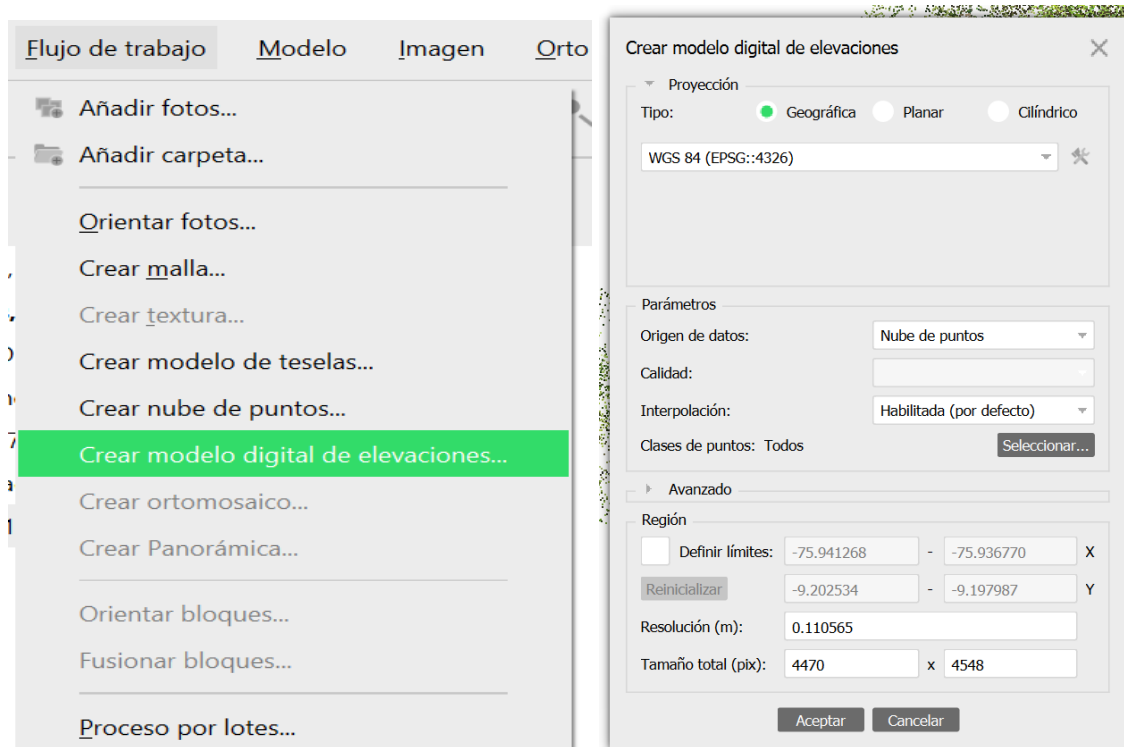 Flujo de trabajo Modelo Imagen Orto
Añadir fotos...
Añadir carpeta...
Orientar fotos...
Crear malla...
Crear textura...
Crear modelo de teselas...
Crear nube de puntos...
Crear modelo digital de elevaciones...
Crear ortomosaico...
Crear Panorámica...
Orientar bloques...
Fusionar bloques...
Proceso por lotes...
Crear modelo digital de elevaciones
Proyección
Tipo: Geográfica Planar Cilíndrico
WGS 84 (EPSG::4326)
Parámetros
Origen de datos: Nube de puntos
Calidad:
Interpolación: Habilitada (por defecto)
Clases de puntos: Todos Seleccionar...
Avanzado
Región
Definir límites: -75.941268 - -75.936770 X
Reinicializar -9.202534 - -9.197987 Y
Resolución (m): 0.110565
Tamaño total (pix): 4470 x 4548
Aceptar Cancelar